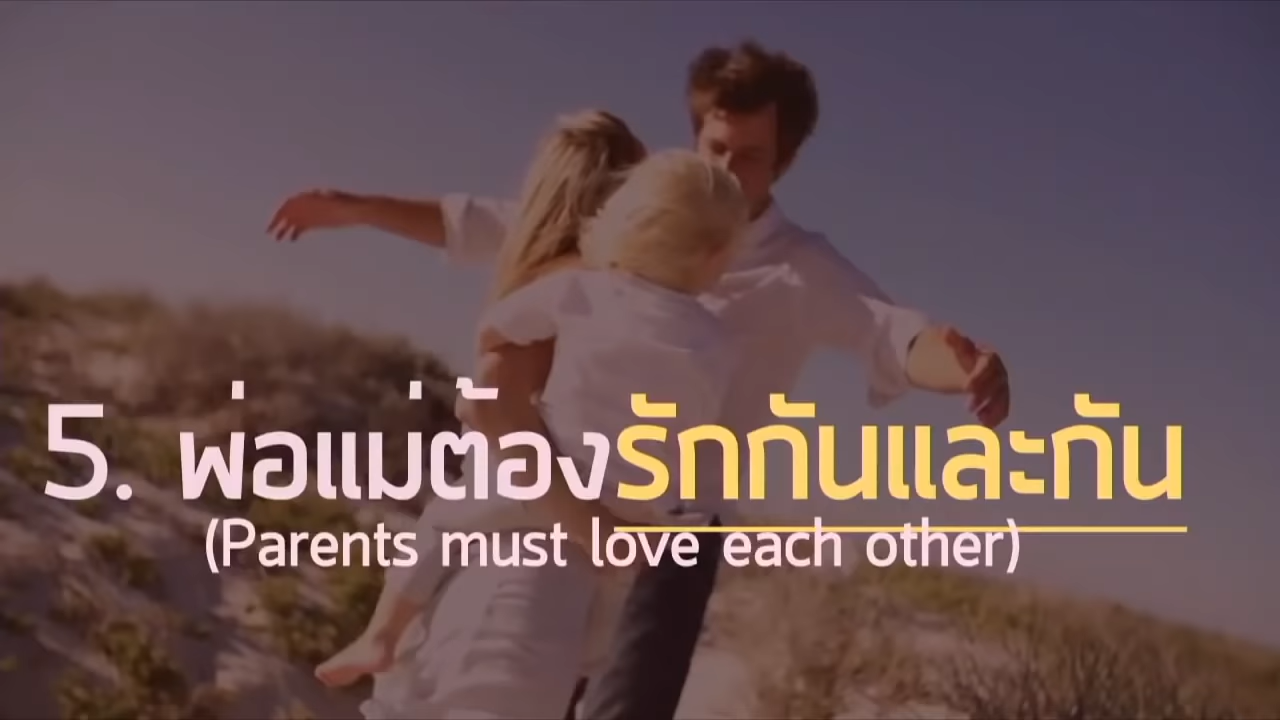 5. พ่อแม่ต้องรักกันและกัน
(Parents must love each other)